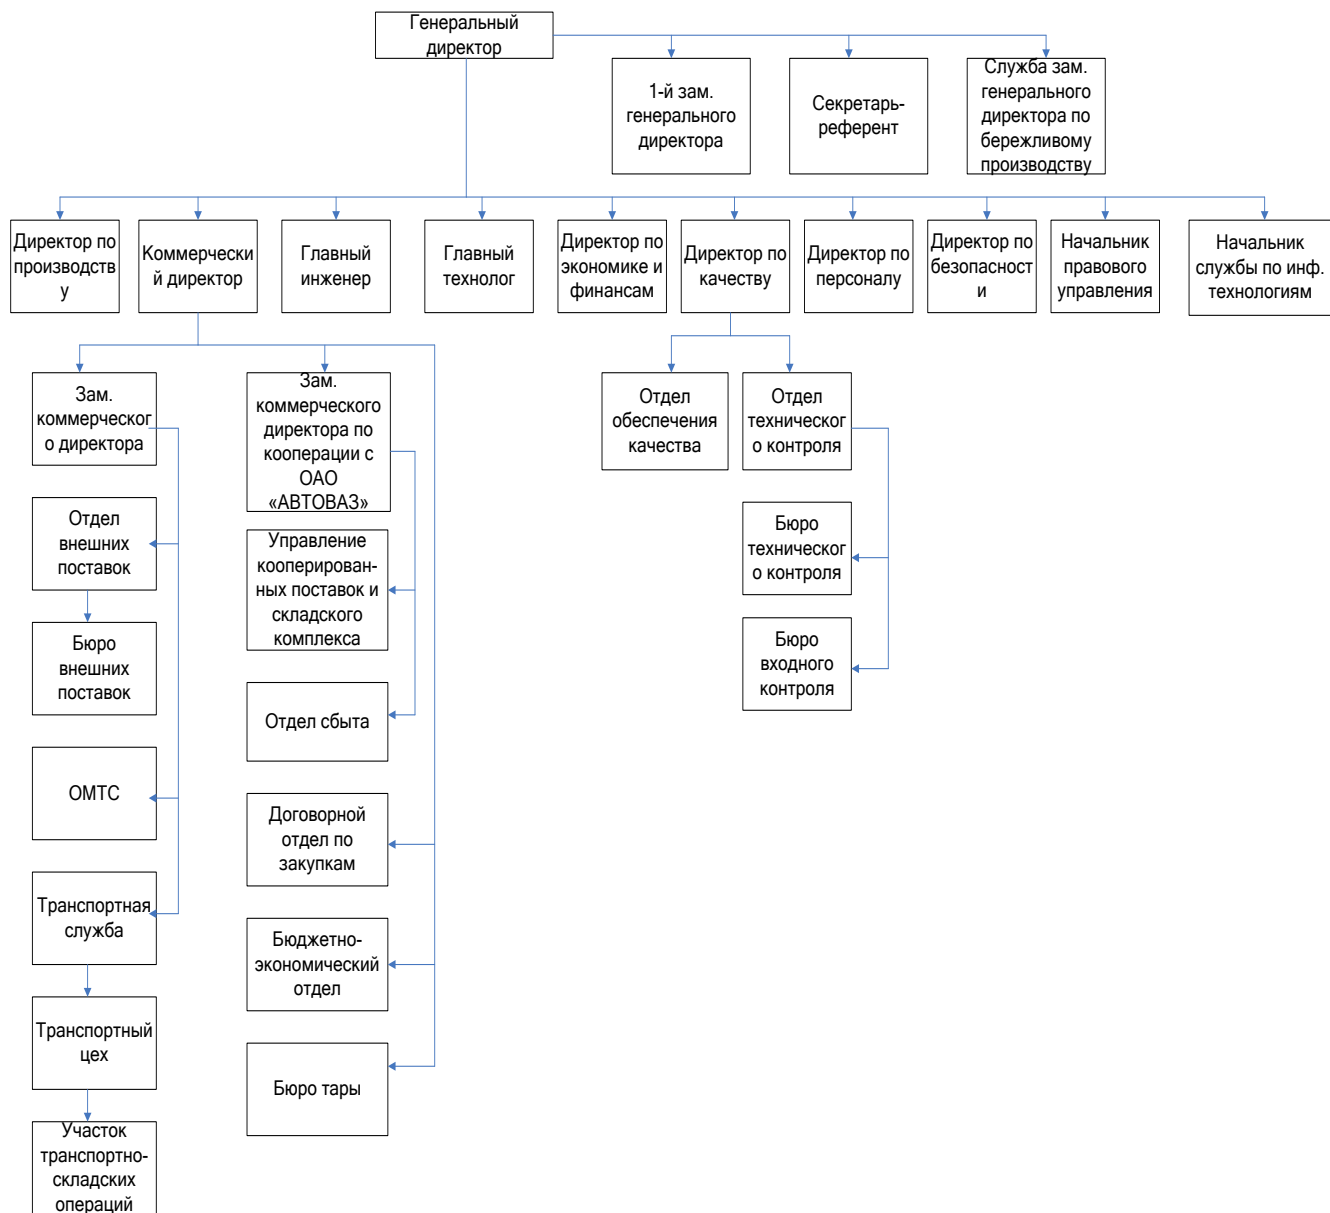 Генеральный
директор
1-й зам.
генерального
директора
Секретарь-
референт
Служба зам.
генерального
директора по
бережливому
производству
Директор по
производств
у
Коммерчески
й директор
Главный
инженер
Главный
технолог
Директор по
экономике и
финансам
Директор по
качеству
Директор по
персоналу
Директор по
безопасност
и
Начальник
правового
управления
Начальник
службы по инф.
технологиям
Зам.
коммерческог
о директора
Зам.
коммерческого
директора по
кооперации с
ОАО
«АВТОВАЗ»
Отдел
обеспечения
качества
Отдел
техническог
о контроля
Отдел
внешних
поставок
Управление
кооперирован-
ных поставок и
складского
комплекса
Бюро
техническог
о контроля
Бюро
внешних
поставок
Бюро
входного
контроля
Отдел сбыта
ОМТС
Договорной
отдел по
закупкам
Транспортная
служба
Бюджетно-
экономический
отдел
Транспортный
цех
Бюро тары
Участок
транспортно-
складских
операций